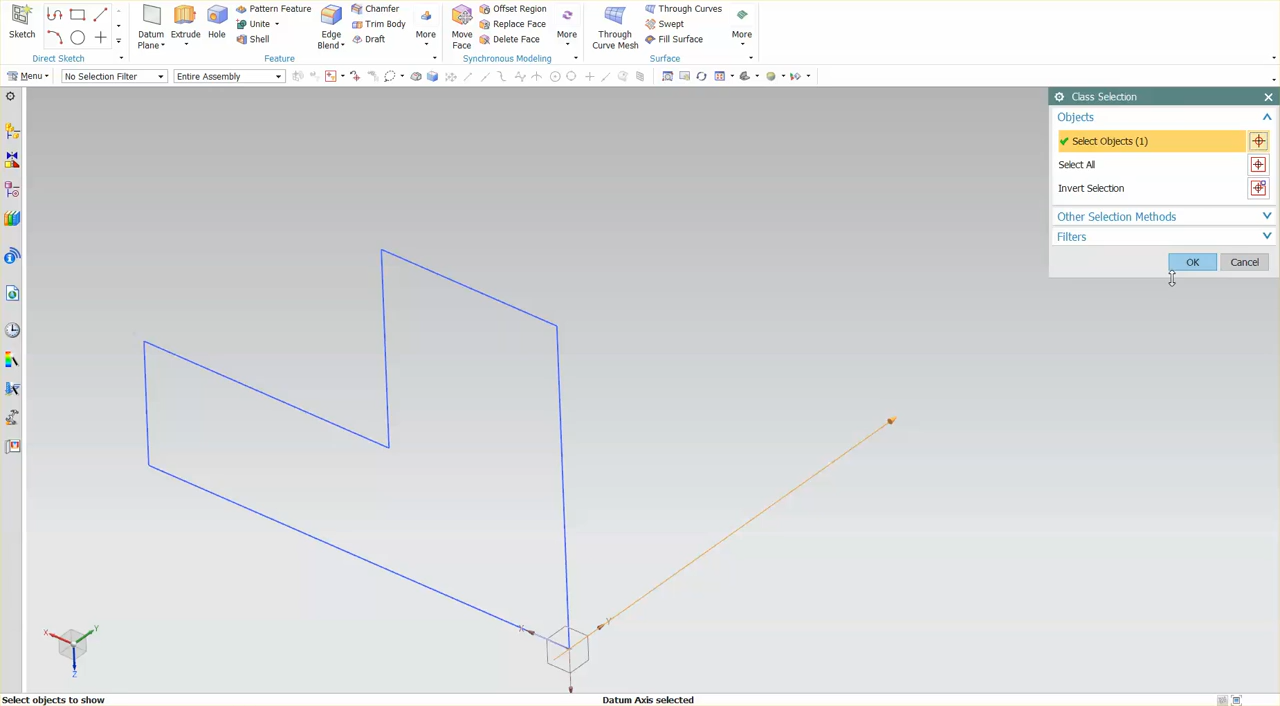 Sketch
Direct Sketch
Datum
Plane
Extrude
Hole
Pattern Feature
Unite
Shell
Edge
Blend
Chamfer
Trim Body
Draft
More
Feature
Move
Face
Offset Region
Replace Face
Delete Face
More
Synchronous Modeling
Through
Curve Mesh
Through Curves
Swept
Fill Surface
More
Surface
Menu
No Selection Filter
Entire Assembly
Class Selection
Objects
Select Objects (1)
Select All
Invert Selection
Other Selection Methods
Filters
OK
Cancel
X
Y
X
Y
Z
Select objects to show
Datum Axis selected